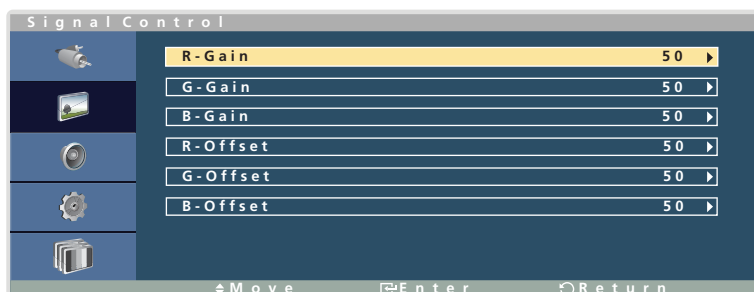 Signal Control
R-Gain 50
G-Gain 50
B-Gain 50
R-Offset 50
G-Offset 50
B-Offset 50
Move Enter Return